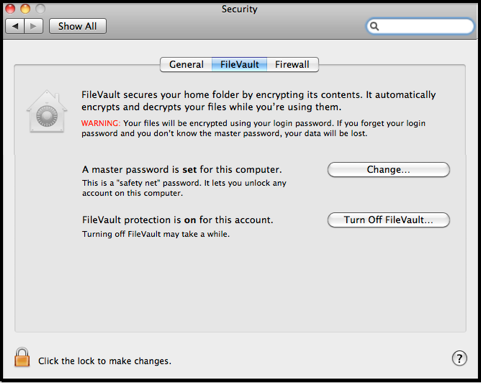 Security
Show All
General FileVault Firewall
FileVault secures your home folder by encrypting its contents. It automatically
encrypts and decrypts your files while you're using them.
WARNING: Your files will be encrypted using your login password. If you forget your login
password and you don't know the master password, your data will be lost.
A master password is set for this computer. Change...
This is a "safety net" password. It lets you unlock any
account on this computer.
FileVault protection is on for this account. Turn Off FileVault...
Turning off FileVault may take a while.
Click the lock to make changes. ?